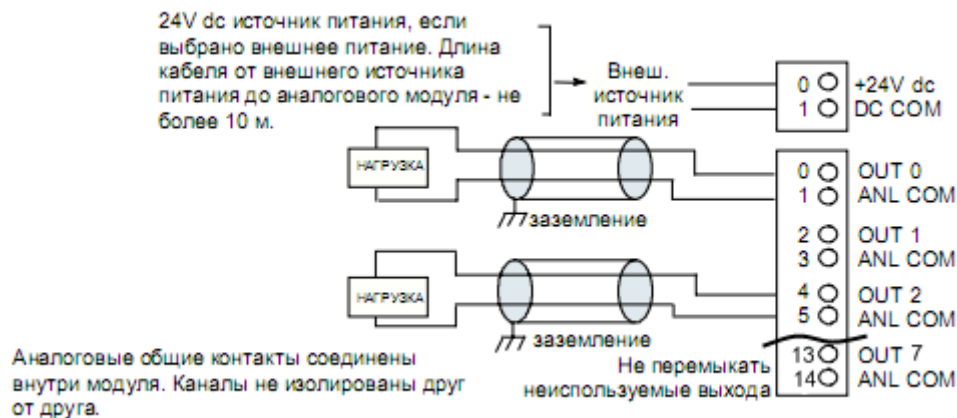 24V dc источник питания, если
выбрано внешнее питание. Длина
кабеля от внешнего источника
питания до аналогового модуля - не
более 10 м.
Внеш.
источник
питания
0 +24V dc
1 DC COM
НАГРУЗКА
заземление
0 OUT 0
1 ANL COM
2 OUT 1
3 ANL COM
НАГРУЗКА
заземление
4 OUT 2
5 ANL COM
13 OUT 7
14 ANL COM
Не перемыкать
неиспользуемые выхода
Аналоговые общие контакты соединены
внутри модуля. Каналы не изолированы друг
от друга.